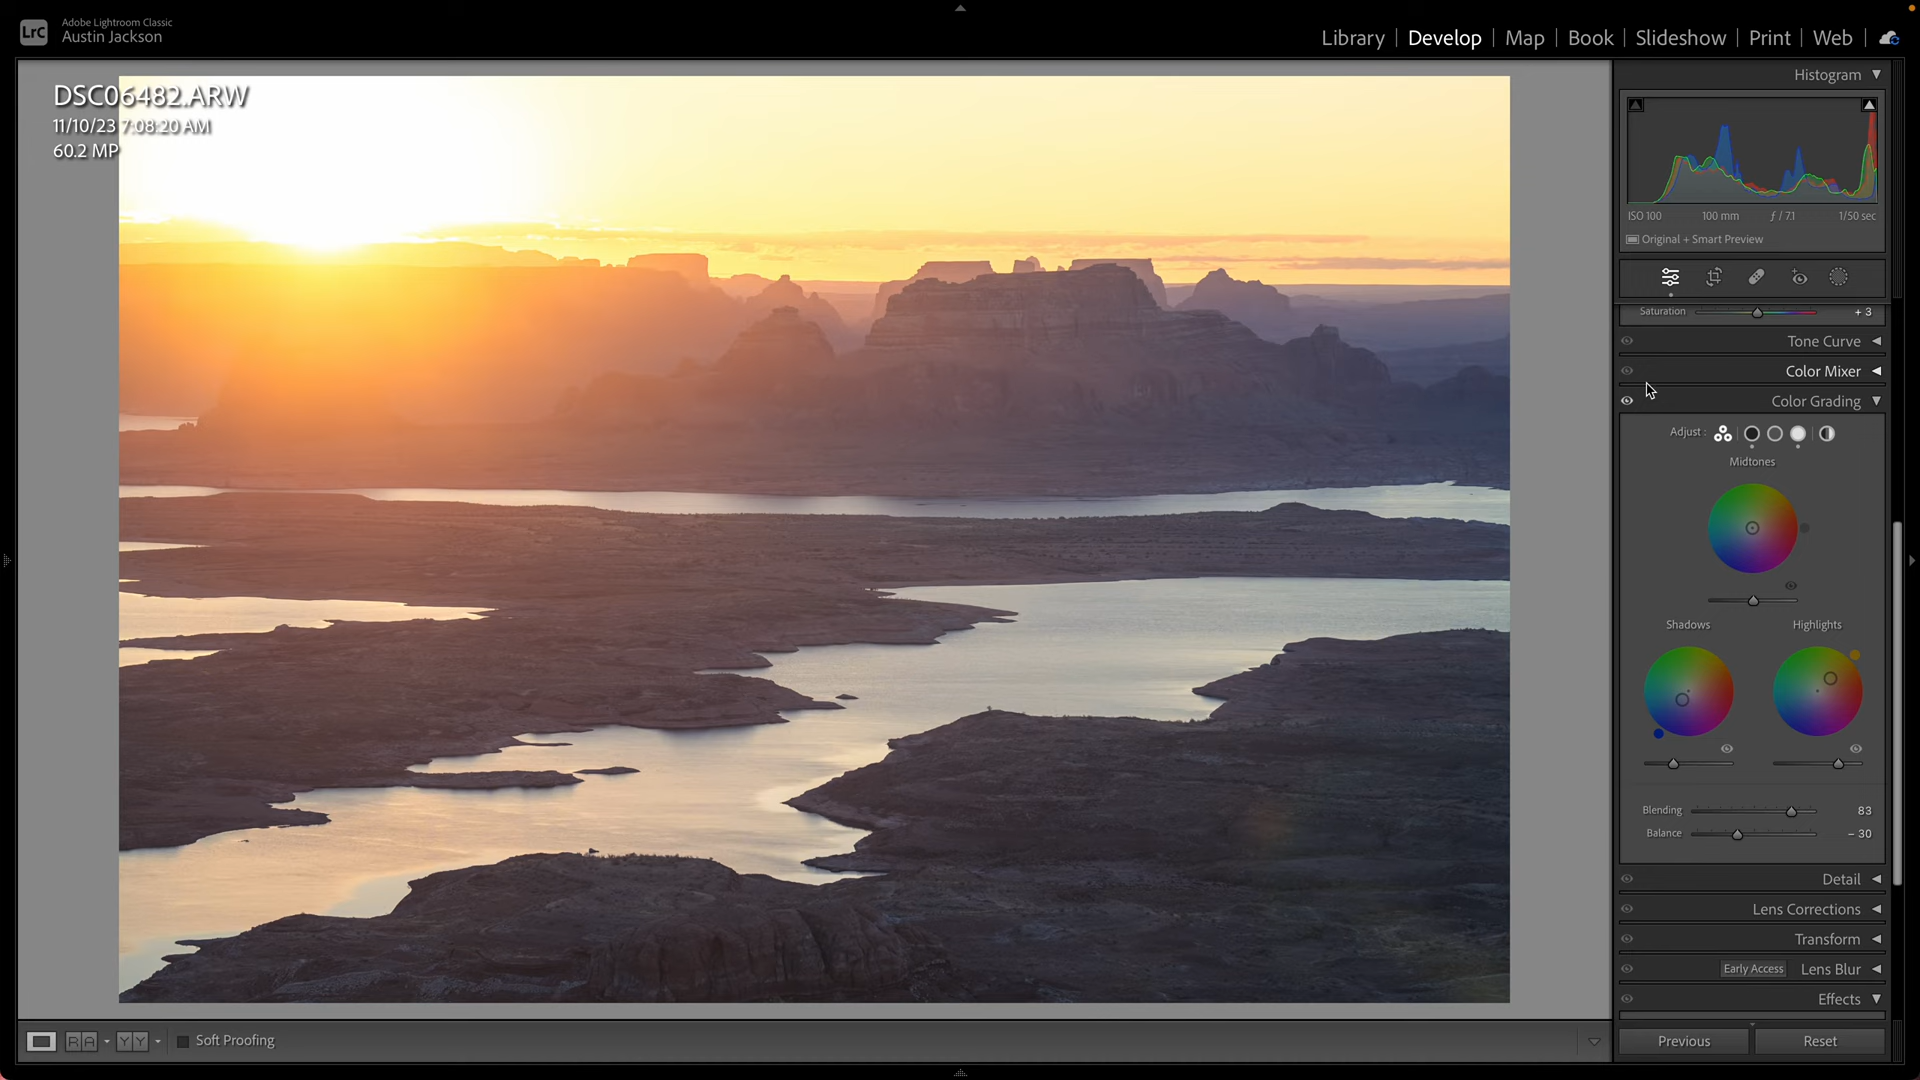 LrC
Adobe Lightroom Classic
Austin Jackson
Library | Develop | Map | Book | Slideshow | Print | Web
DSC06482.ARW
11/10/23 7:08:20 AM
60.2 MP
Histogram
ISO 100 100 mm ƒ / 7.1 1/50 sec
Original + Smart Preview
Saturation + 3
Tone Curve
Color Mixer
Color Grading
Adjust :
Midtones
Shadows Highlights
Blending 83
Balance – 30
Detail
Lens Corrections
Transform
Early Access Lens Blur
Effects
R A Y Y Soft Proofing
Previous Reset